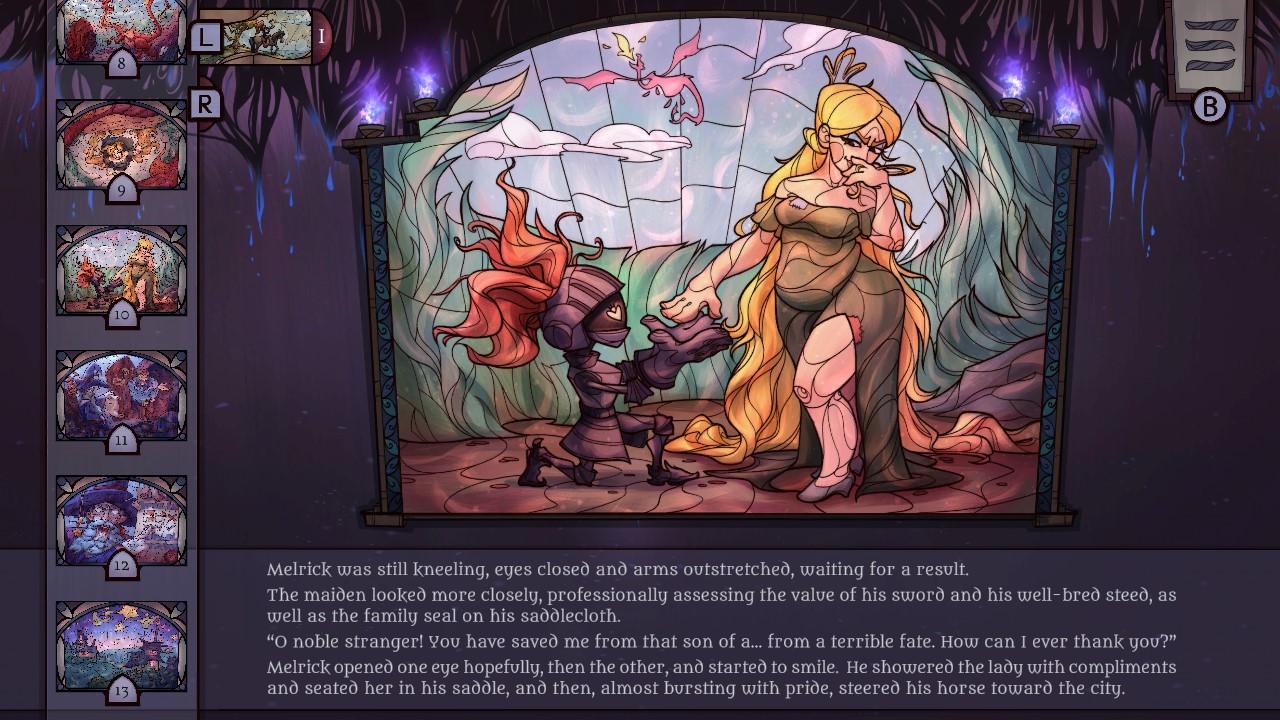 8
L
I
R
B
9
10
11
12
13
Melrick was still kneeling, eyes closed and arms outstretched, waiting for a result.
The maiden looked more closely, professionally assessing the value of his sword and his well-bred steed, as
well as the family seal on his saddlecloth.
“O noble stranger! You have saved me from that son of a... from a terrible fate. How can I ever thank you?”
Melrick opened one eye hopefully, then the other, and started to smile. He showered the lady with compliments
and seated her in his saddle, and then, almost bursting with pride, steered his horse toward the city.